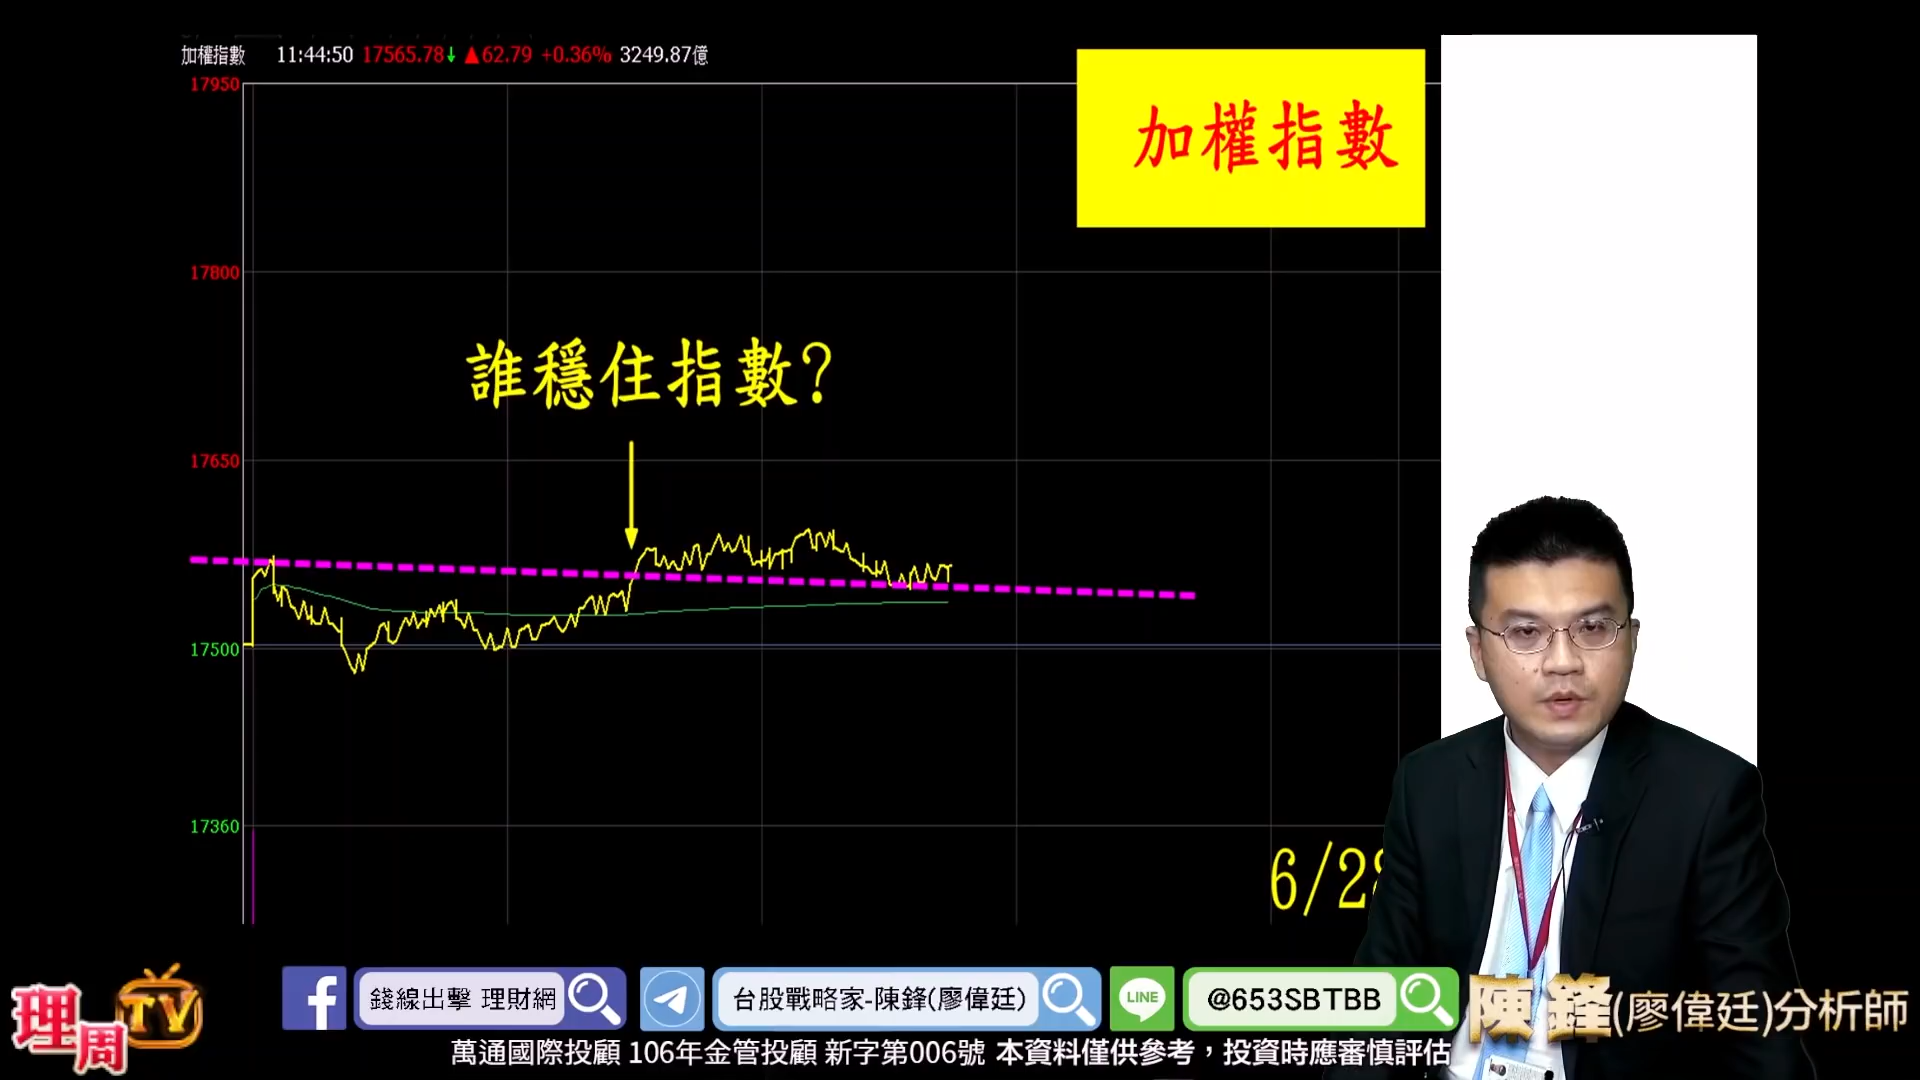 加權指數 11:44:50 17565.78↓ ▲62.79 +0.36% 3249.87億
17950
加權指數
17800
誰穩住指數?
17650
17500
17360
6/28
理周TV
錢線出擊 理財網
台股戰略家-陳鋒(廖偉廷)
LINE
@653SBTBB
陳鋒(廖偉廷)分析師
萬通國際投顧 106年金管投顧 新字第006號 本資料僅供參考，投資時應審慎評估